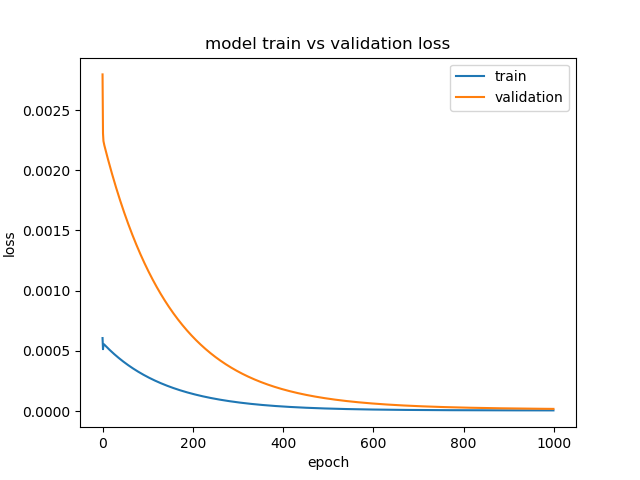 model train vs validation loss
train
validation
0.0025
0.0020
0.0015
0.0010
0.0005
0.0000
loss
0 200 400 600 800 1000
epoch